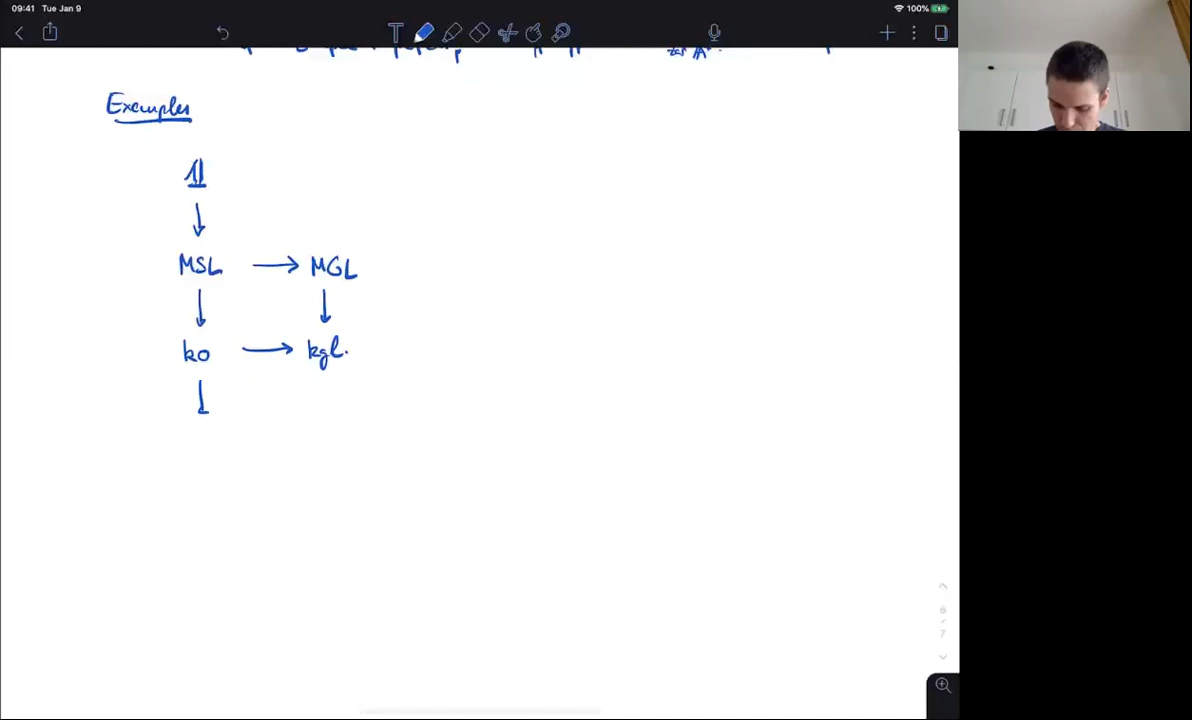 09:41 Tue Jan 9
100%
T
Examples
𝟙
MSL → MGL
ko → kgl.